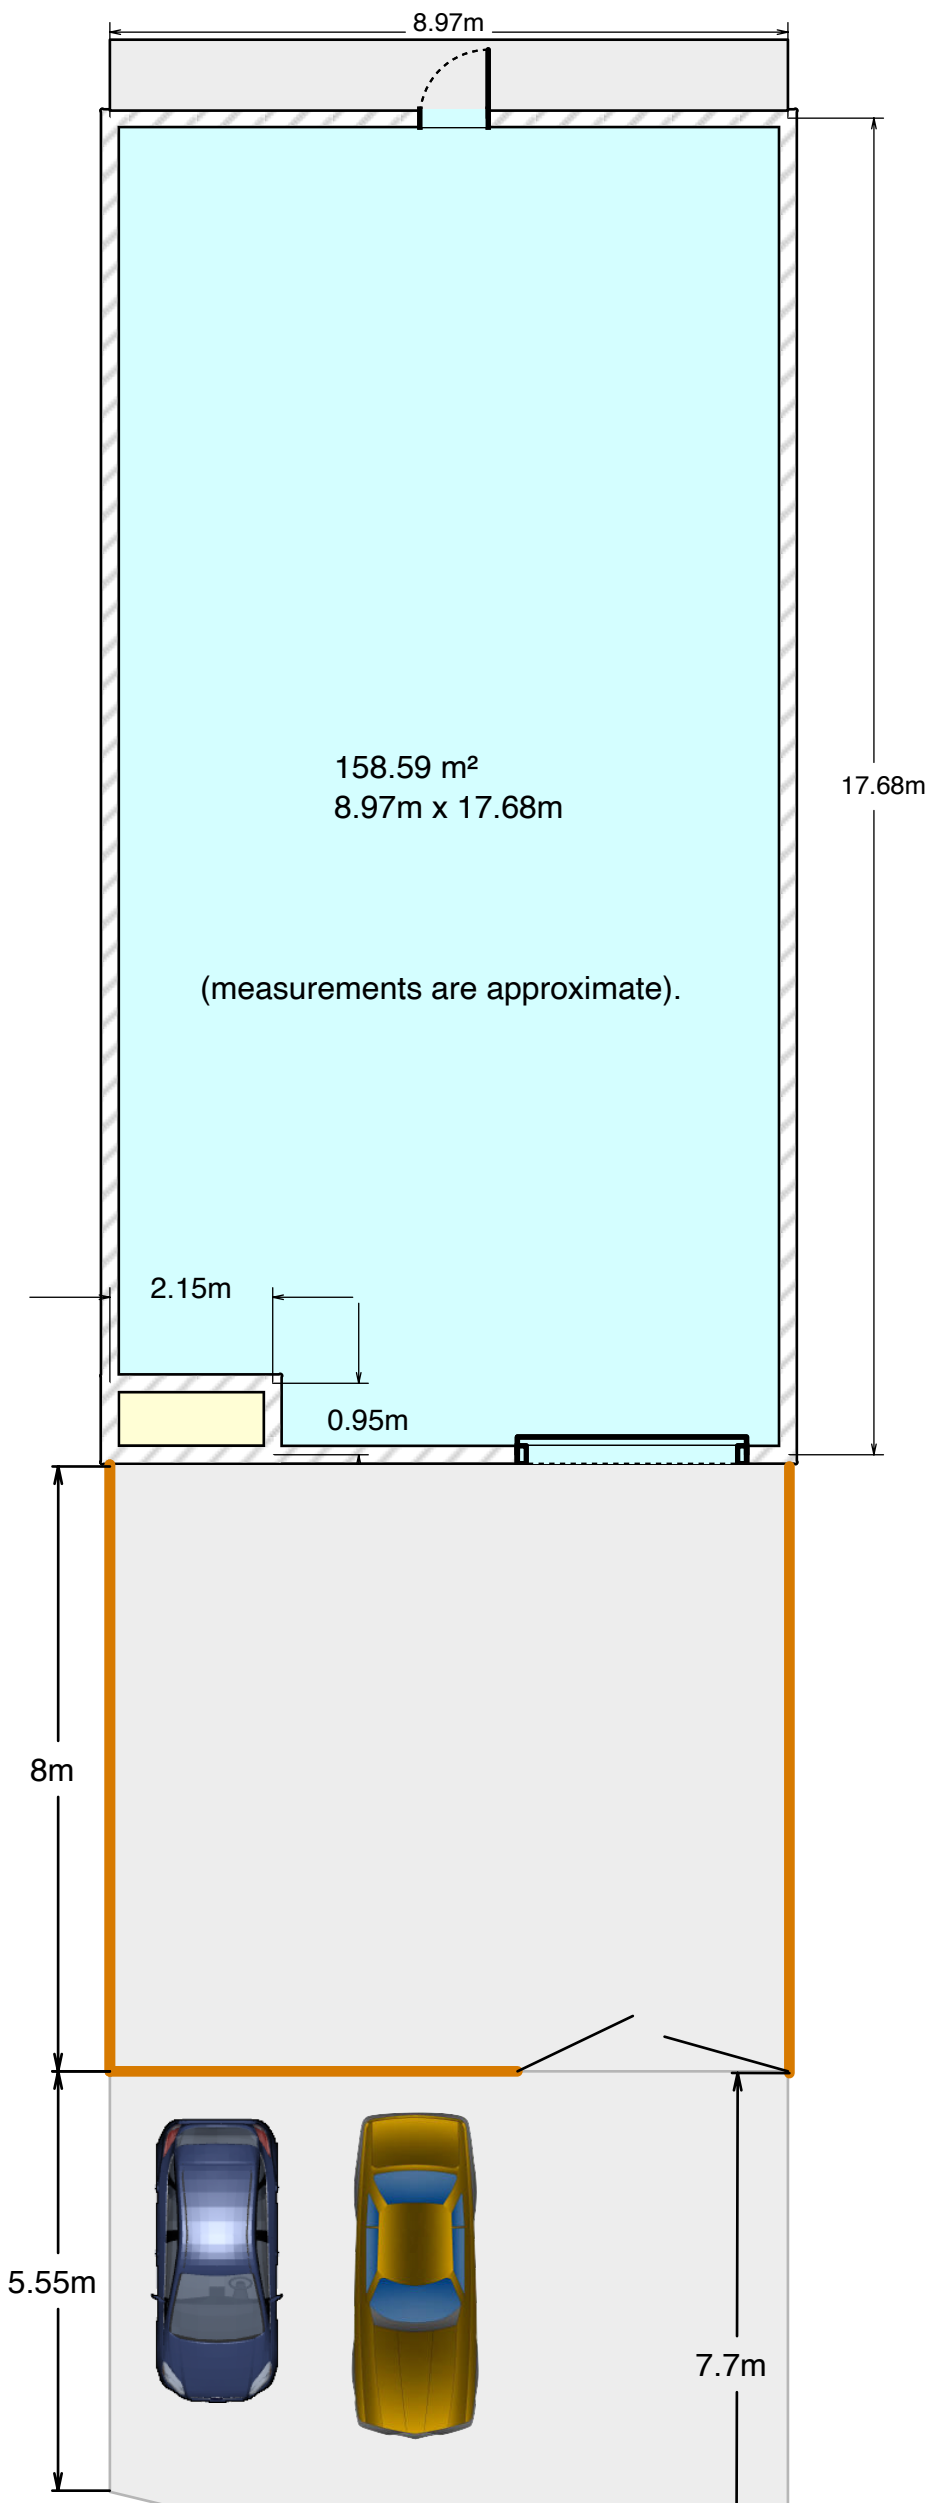 8.97m
158.59 m²
8.97m x 17.68m
17.68m
(measurements are approximate).
2.15m
0.95m
8m
5.55m
7.7m